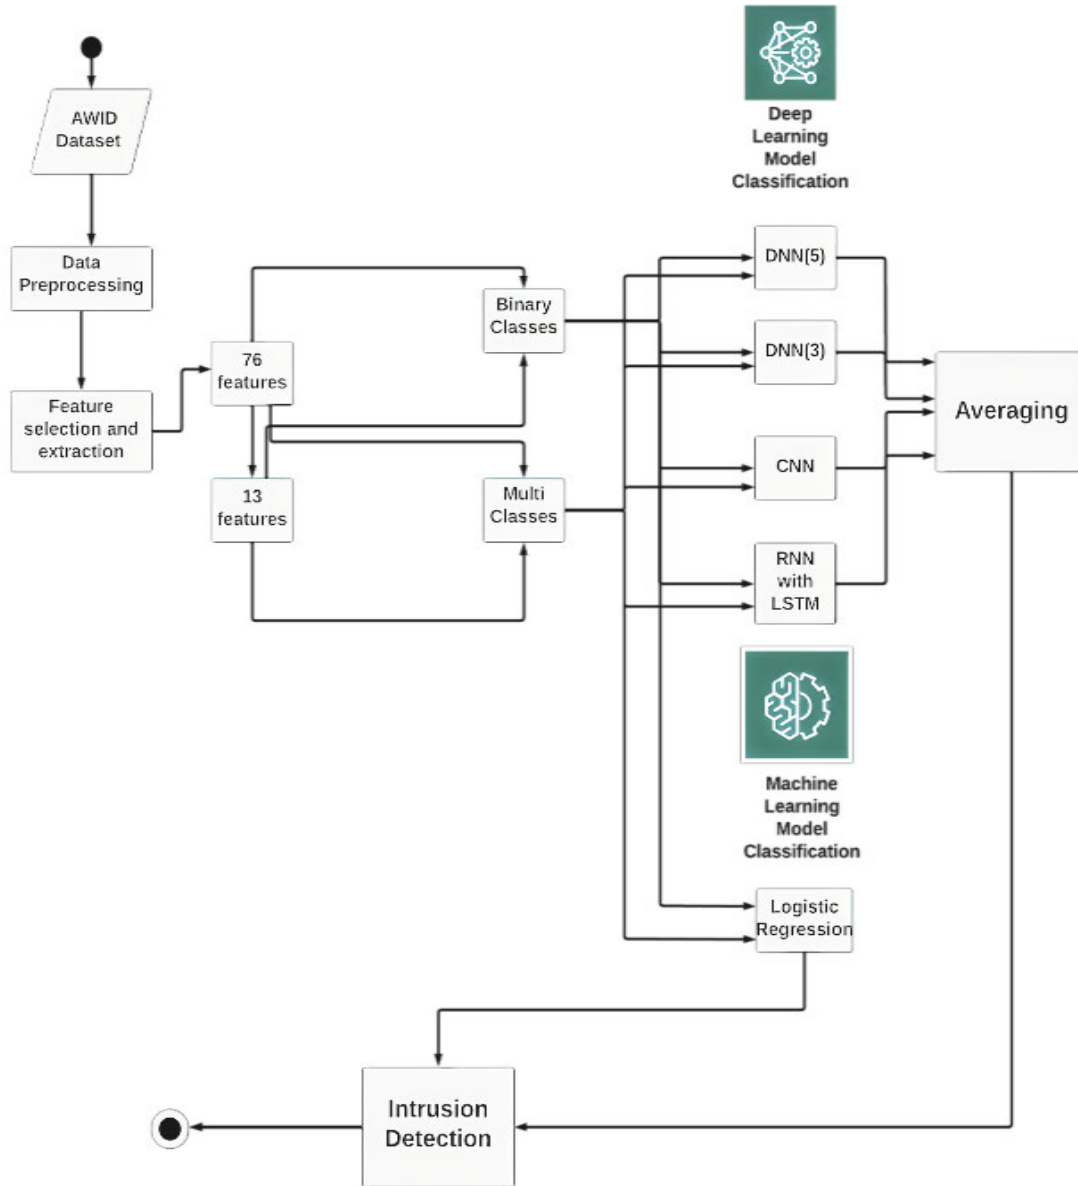 AWID
Dataset
Data
Preprocessing
Feature
selection and
extraction
76
features
13
features
Binary
Classes
Multi
Classes
Deep
Learning
Model
Classification
DNN(5)
DNN(3)
CNN
RNN
with
LSTM
Averaging
Machine
Learning
Model
Classification
Logistic
Regression
Intrusion
Detection